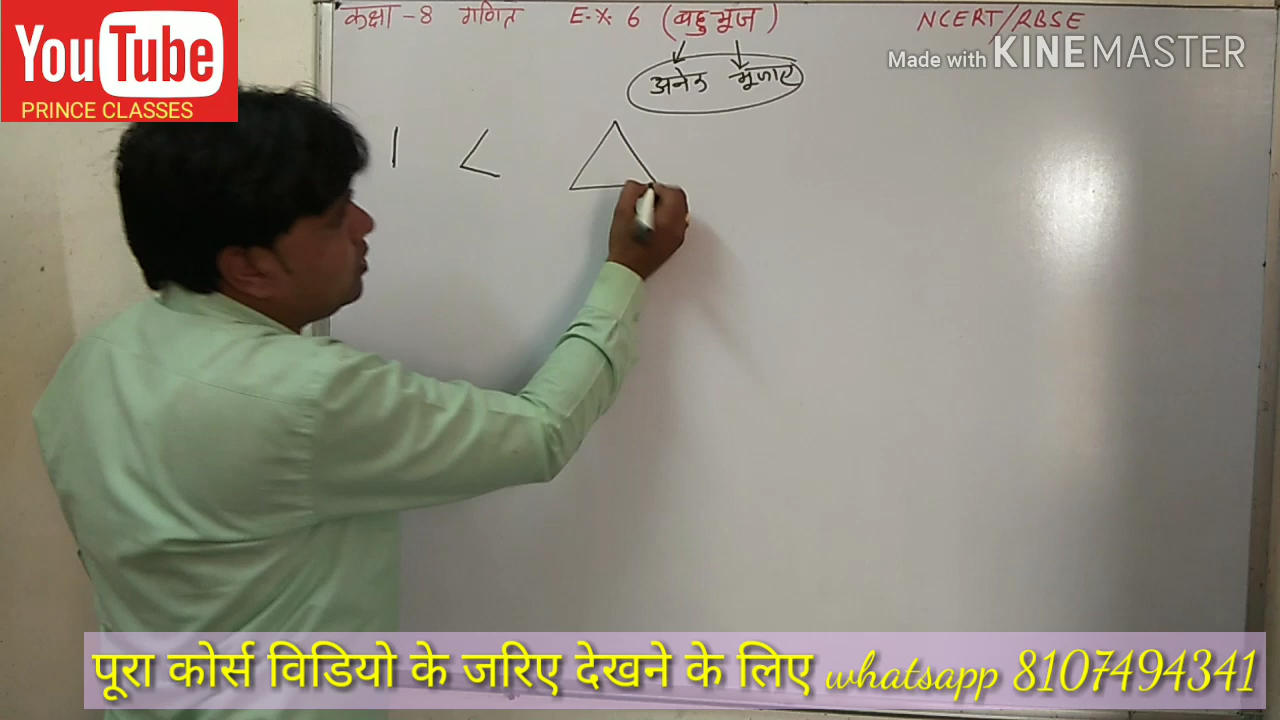 YouTube
PRINCE CLASSES
कक्षा -8 गणित E.X. 6 (बहुभुज) NCERT/RBSE
Made with KINEMASTER
अनेक भुजाए
पूरा कोर्स विडियो के जरिए देखने के लिए whatsapp 8107494341